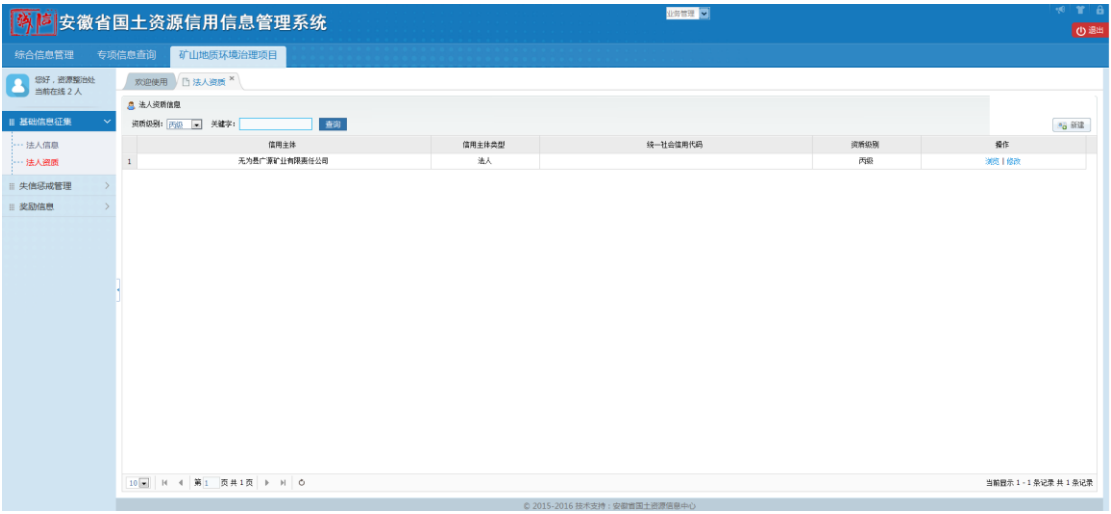 诚信 安徽省国土资源信用信息管理系统
业务管理
退出
综合信息管理 专项信息查询 矿山地质环境治理项目
您好，资源整治处
当前在线 2 人
欢迎使用 法人资质 ×
法人资质信息
基础信息征集
资质级别： 丙级 关键字： 查询 新建
法人信息
法人资质
信用主体 信用主体类型 统一社会信用代码 资质级别 操作
1 无为县广源矿业有限责任公司 法人 丙级 浏览 | 修改
失信惩戒管理
奖励信息
10 第 1 页 共 1 页 当前显示 1 - 1 条记录 共 1 条记录
© 2015-2016 技术支持：安徽省国土资源信息中心